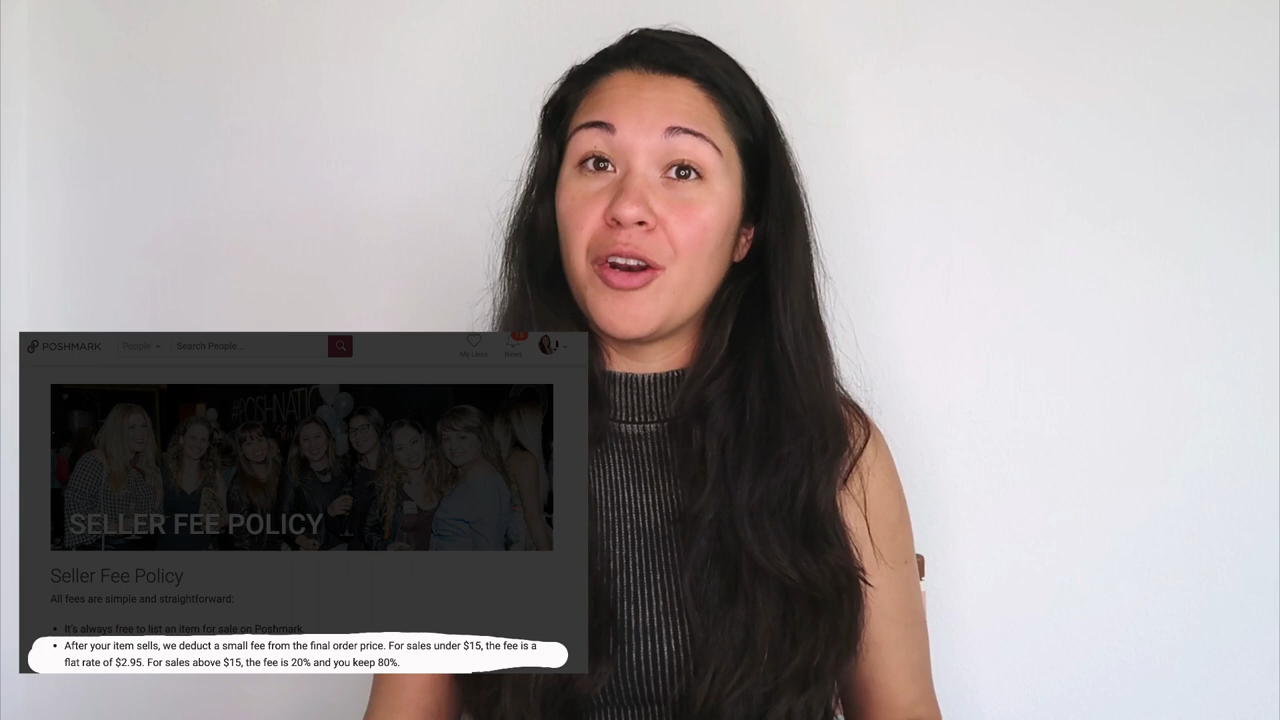 POSHMARK People Search People... My Likes News
#POSHNATIO
SELLER FEE POLICY
Seller Fee Policy
All fees are simple and straightforward:
• It's always free to list an item for sale on Poshmark.
• After your item sells, we deduct a small fee from the final order price. For sales under $15, the fee is a
flat rate of $2.95. For sales above $15, the fee is 20% and you keep 80%.